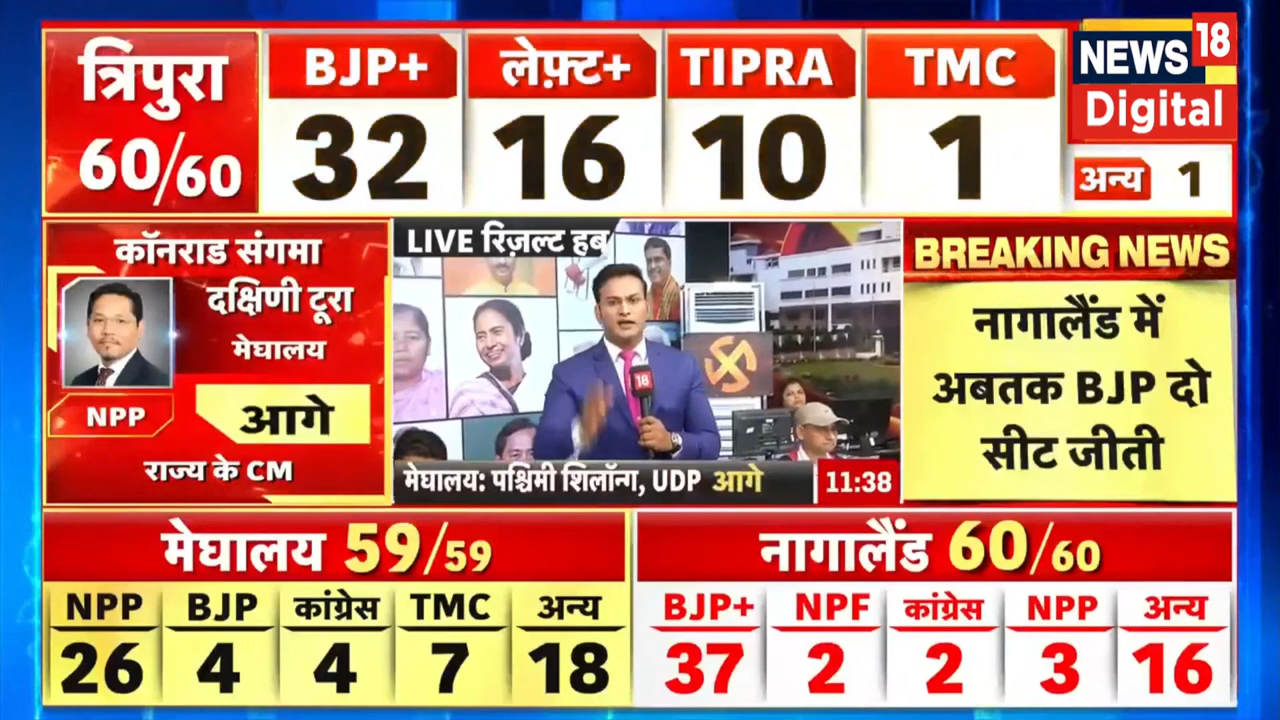 त्रिपुरा
60/60
BJP+ लेफ़्ट+ TIPRA TMC
32 16 10 1
NEWS 18
Digital
अन्य 1
कॉनराड संगमा
दक्षिणी टूरा
मेघालय
NPP
आगे
राज्य के CM
LIVE रिज़ल्ट हब
18
मेघालय: पश्चिमी शिलॉन्ग, UDP आगे
11:38
BREAKING NEWS
नागालैंड में
अबतक BJP दो
सीट जीती
मेघालय 59/59
NPP BJP कांग्रेस TMC अन्य
26 4 4 7 18
नागालैंड 60/60
BJP+ NPF कांग्रेस NPP अन्य
37 2 2 3 16